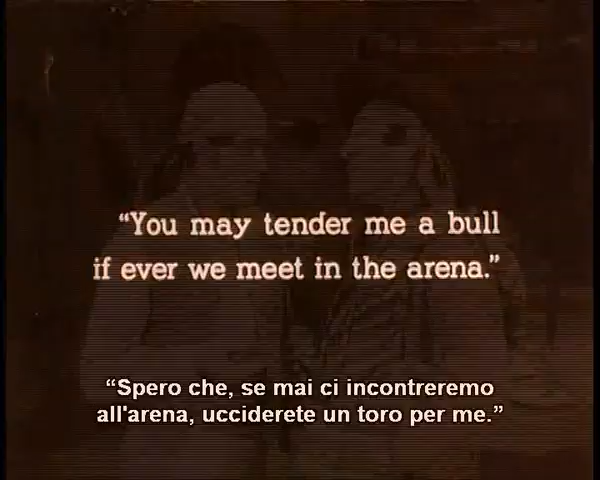 “You may tender me a bull
if ever we meet in the arena.”
“Spero che, se mai ci incontreremo
all'arena, ucciderete un toro per me.”